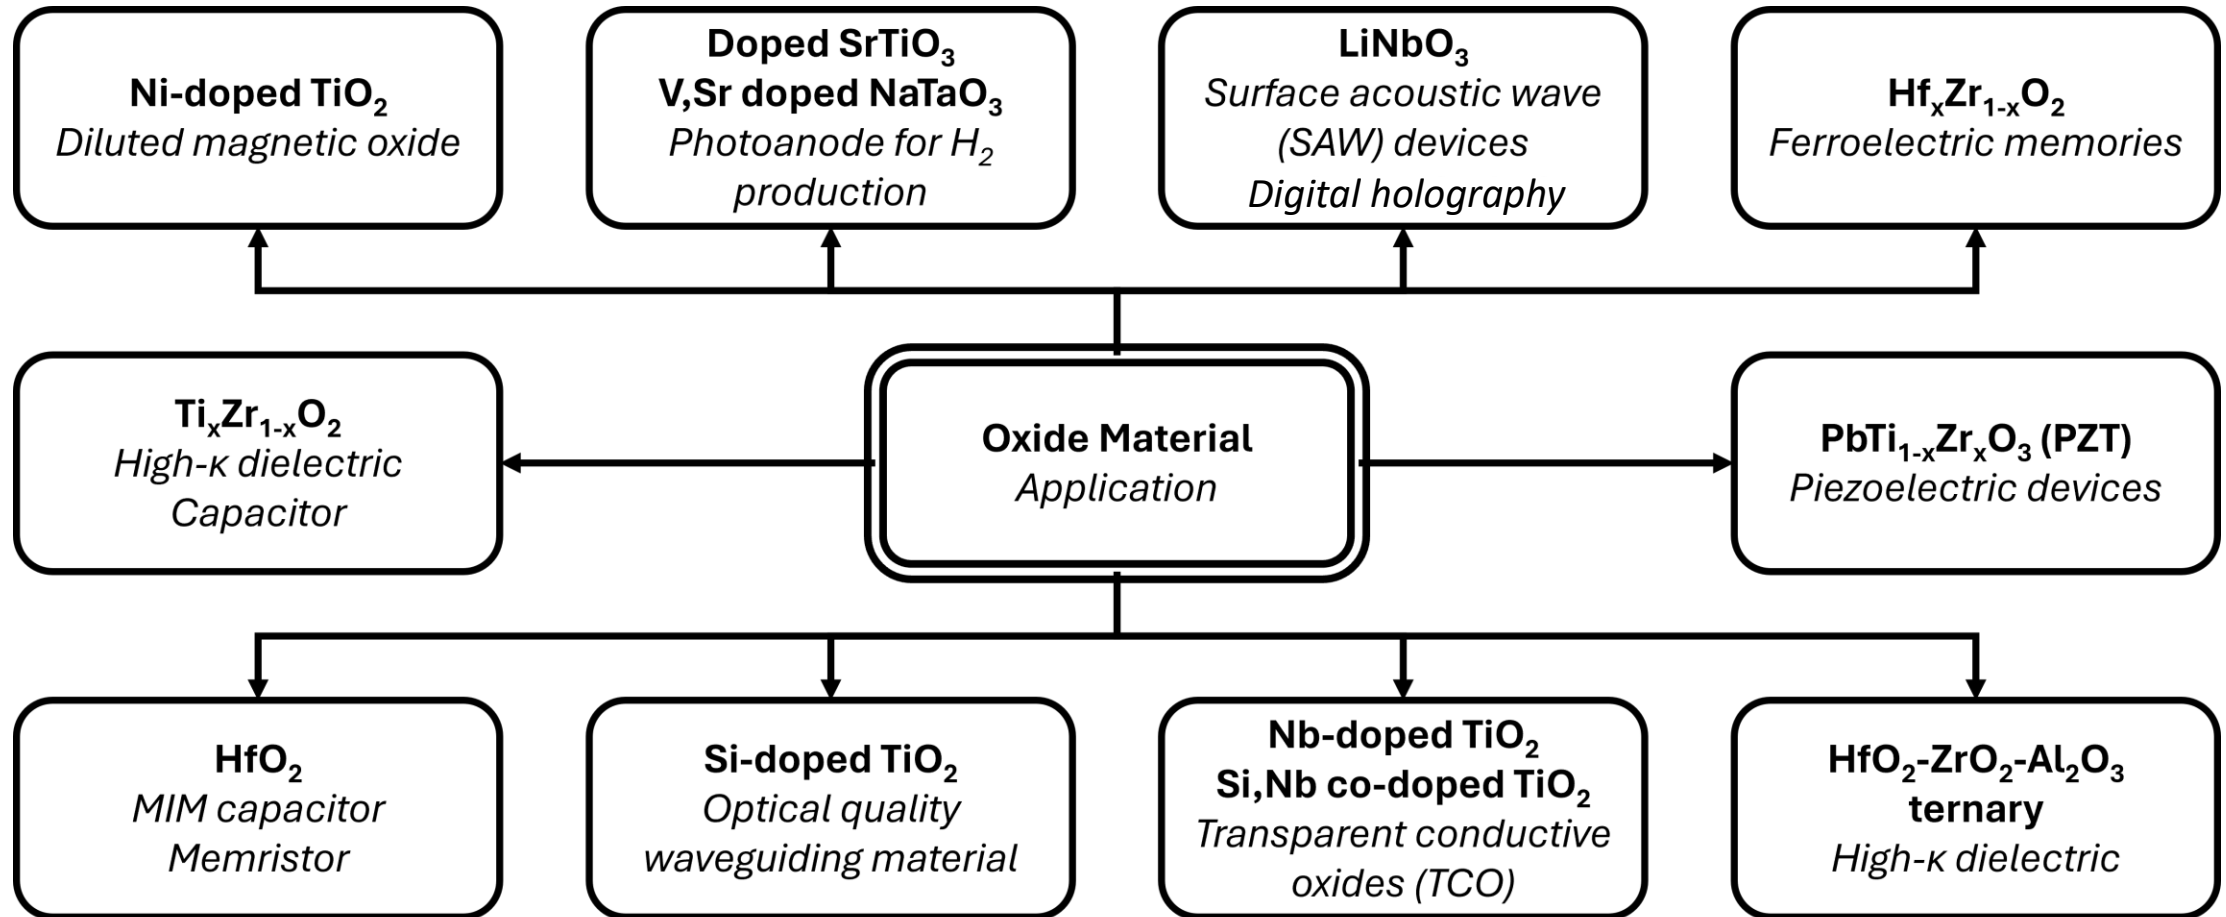 Ni-doped TiO₂
Diluted magnetic oxide
Doped SrTiO₃
V,Sr doped NaTaO₃
Photoanode for H₂
production
LiNbO₃
Surface acoustic wave
(SAW) devices
Digital holography
HfₓZr₁₋ₓO₂
Ferroelectric memories
TiₓZr₁₋ₓO₂
High-κ dielectric
Capacitor
Oxide Material
Application
PbTi₁₋ₓZrₓO₃ (PZT)
Piezoelectric devices
HfO₂
MIM capacitor
Memristor
Si-doped TiO₂
Optical quality
waveguiding material
Nb-doped TiO₂
Si,Nb co-doped TiO₂
Transparent conductive
oxides (TCO)
HfO₂-ZrO₂-Al₂O₃
ternary
High-κ dielectric